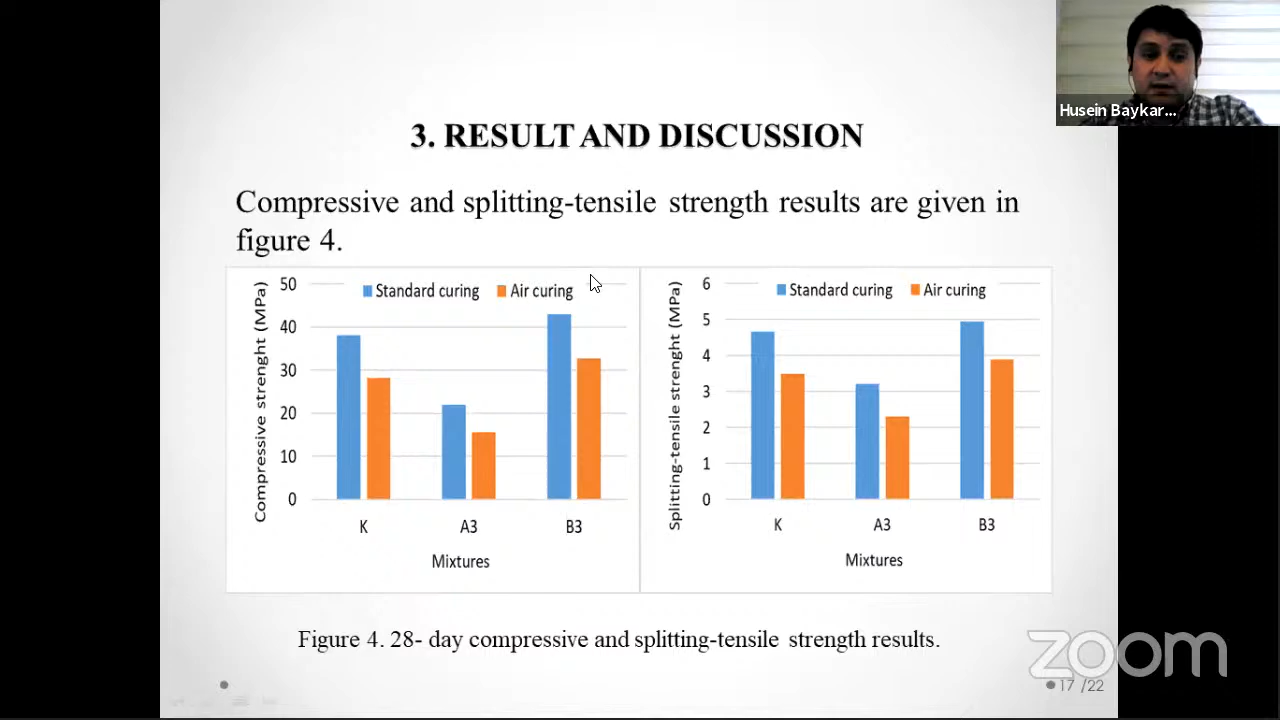 Husein Baykar...
3. RESULT AND DISCUSSION
Compressive and splitting-tensile strength results are given in
figure 4.
Compressive strenght (MPa)
50
40
30
20
10
0
Standard curing Air curing
K A3 B3
Mixtures
Splitting-tensile strenght (MPa)
6
5
4
3
2
1
0
Standard curing Air curing
K A3 B3
Mixtures
Figure 4. 28- day compressive and splitting-tensile strength results.
zoom
17 /22